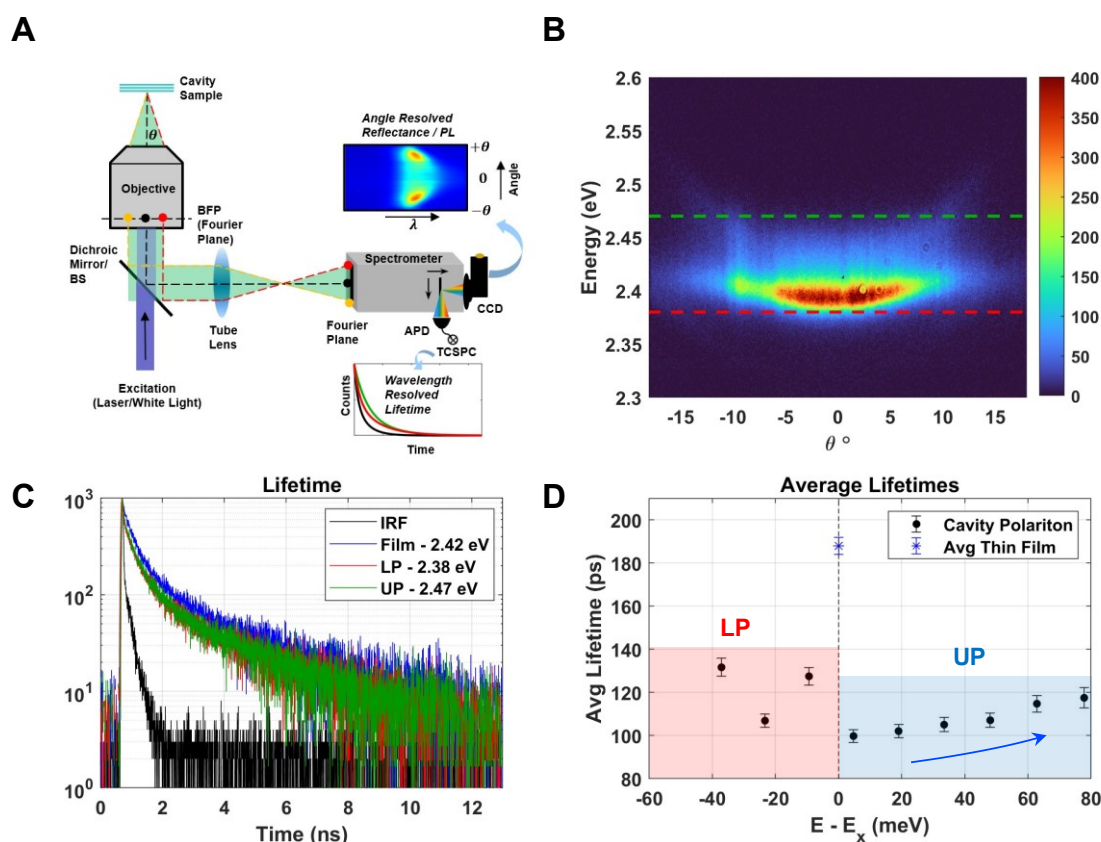 A
Cavity
Sample
θ
Objective
BFP
(Fourier
Plane)
Dichroic
Mirror/
BS
Tube
Lens
Excitation
(Laser/White Light)
Angle Resolved
Reflectance / PL
+θ
0
−θ
Angle
λ
Spectrometer
CCD
APD
TCSPC
Fourier
Plane
Wavelength
Resolved
Lifetime
Counts
Time
B
2.6
2.55
2.5
2.45
2.4
2.35
2.3
Energy (eV)
-15 -10 -5 0 5 10 15
θ °
400
350
300
250
200
150
100
50
0
C
Lifetime
10³
10²
10¹
10⁰
IRF
Film - 2.42 eV
LP - 2.38 eV
UP - 2.47 eV
0 2 4 6 8 10 12
Time (ns)
D
Average Lifetimes
200
180
160
140
120
100
80
Avg Lifetime (ps)
Cavity Polariton
Avg Thin Film
LP
UP
-60 -40 -20 0 20 40 60 80
E - Eₓ (meV)